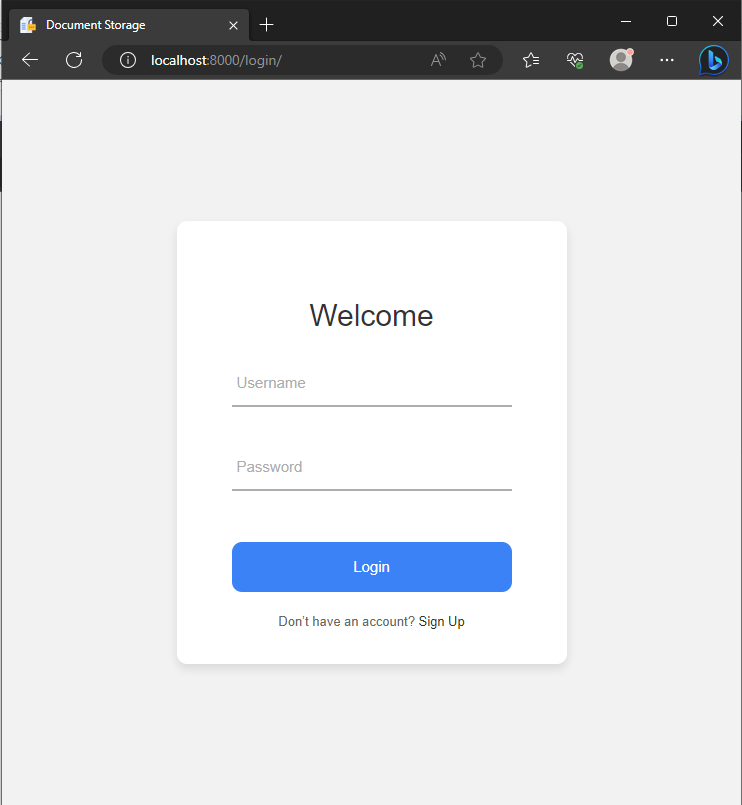 Document Storage
localhost:8000/login/
Welcome
Username
Password
Login
Don't have an account? Sign Up